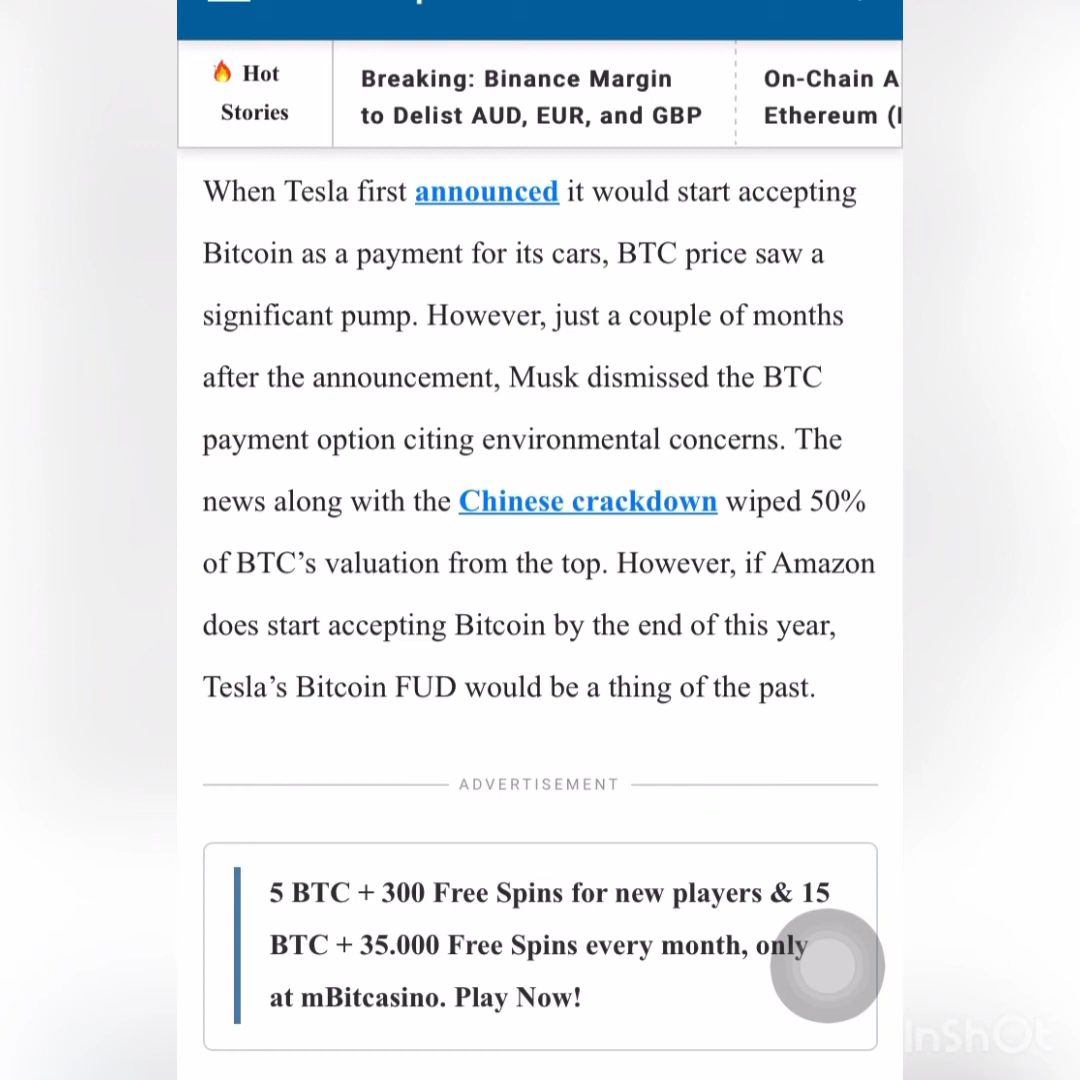 Hot
Stories
Breaking: Binance Margin
to Delist AUD, EUR, and GBP
On-Chain A
Ethereum (
When Tesla first announced it would start accepting
Bitcoin as a payment for its cars, BTC price saw a
significant pump. However, just a couple of months
after the announcement, Musk dismissed the BTC
payment option citing environmental concerns. The
news along with the Chinese crackdown wiped 50%
of BTC’s valuation from the top. However, if Amazon
does start accepting Bitcoin by the end of this year,
Tesla’s Bitcoin FUD would be a thing of the past.
ADVERTISEMENT
5 BTC + 300 Free Spins for new players & 15
BTC + 35.000 Free Spins every month, only
at mBitcasino. Play Now!
InShOt